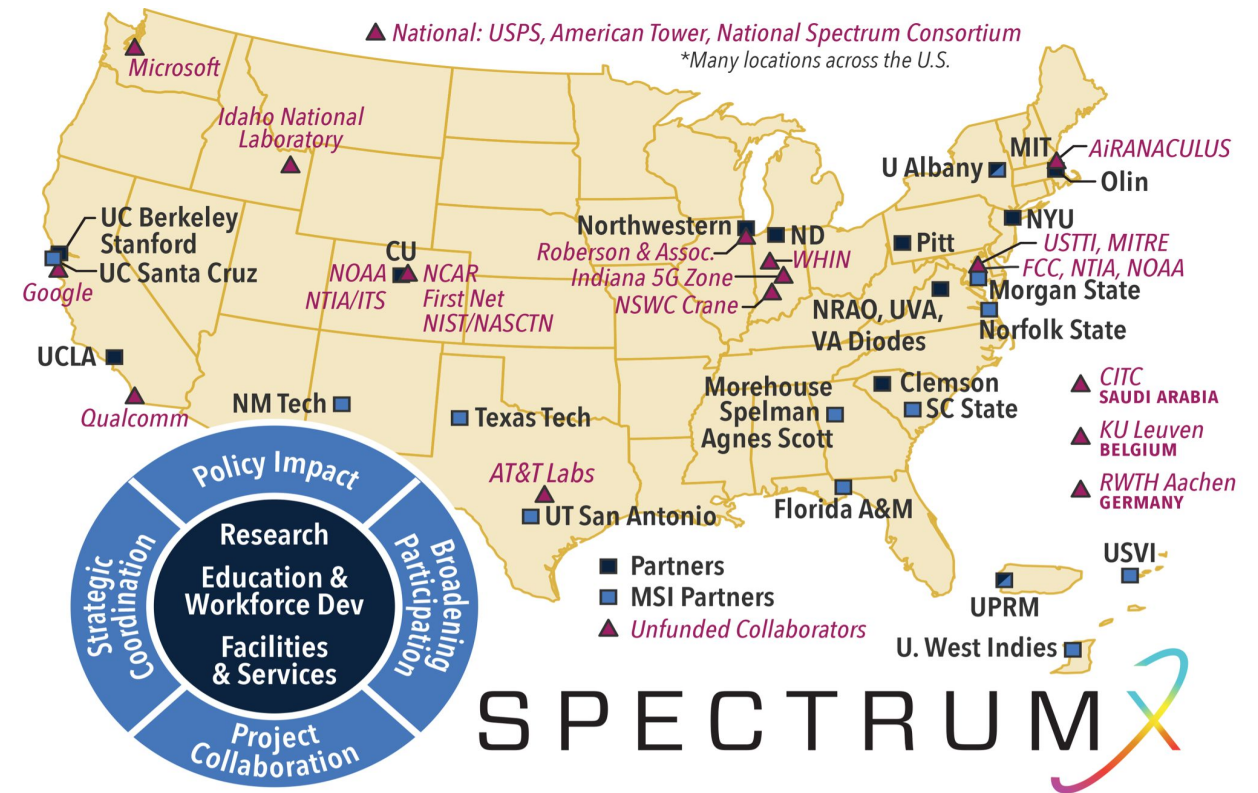 National: USPS, American Tower, National Spectrum Consortium
*Many locations across the U.S.
Microsoft
Idaho National
Laboratory
MIT
AiRANACULUS
U Albany
Olin
UC Berkeley
Stanford
UC Santa Cruz
Google
CU
NOAA
NTIA/ITS
NCAR
First Net
NIST/NASCTN
Northwestern
Roberson & Assoc.
Indiana 5G Zone
NSWC Crane
ND
WHIN
Pitt
NYU
USTTI, MITRE
FCC, NTIA, NOAA
Morgan State
NRAO, UVA,
VA Diodes
Norfolk State
UCLA
Qualcomm
NM Tech
Texas Tech
Morehouse
Spelman
Agnes Scott
Clemson
SC State
CITC
SAUDI ARABIA
KU Leuven
BELGIUM
RWTH Aachen
GERMANY
AT&T Labs
UT San Antonio
Florida A&M
Partners
MSI Partners
Unfunded Collaborators
USVI
UPRM
U. West Indies
Policy Impact
Strategic
Coordination
Broadening
Participation
Project
Collaboration
Research
Education &
Workforce Dev
Facilities
& Services
SPECTRUMX